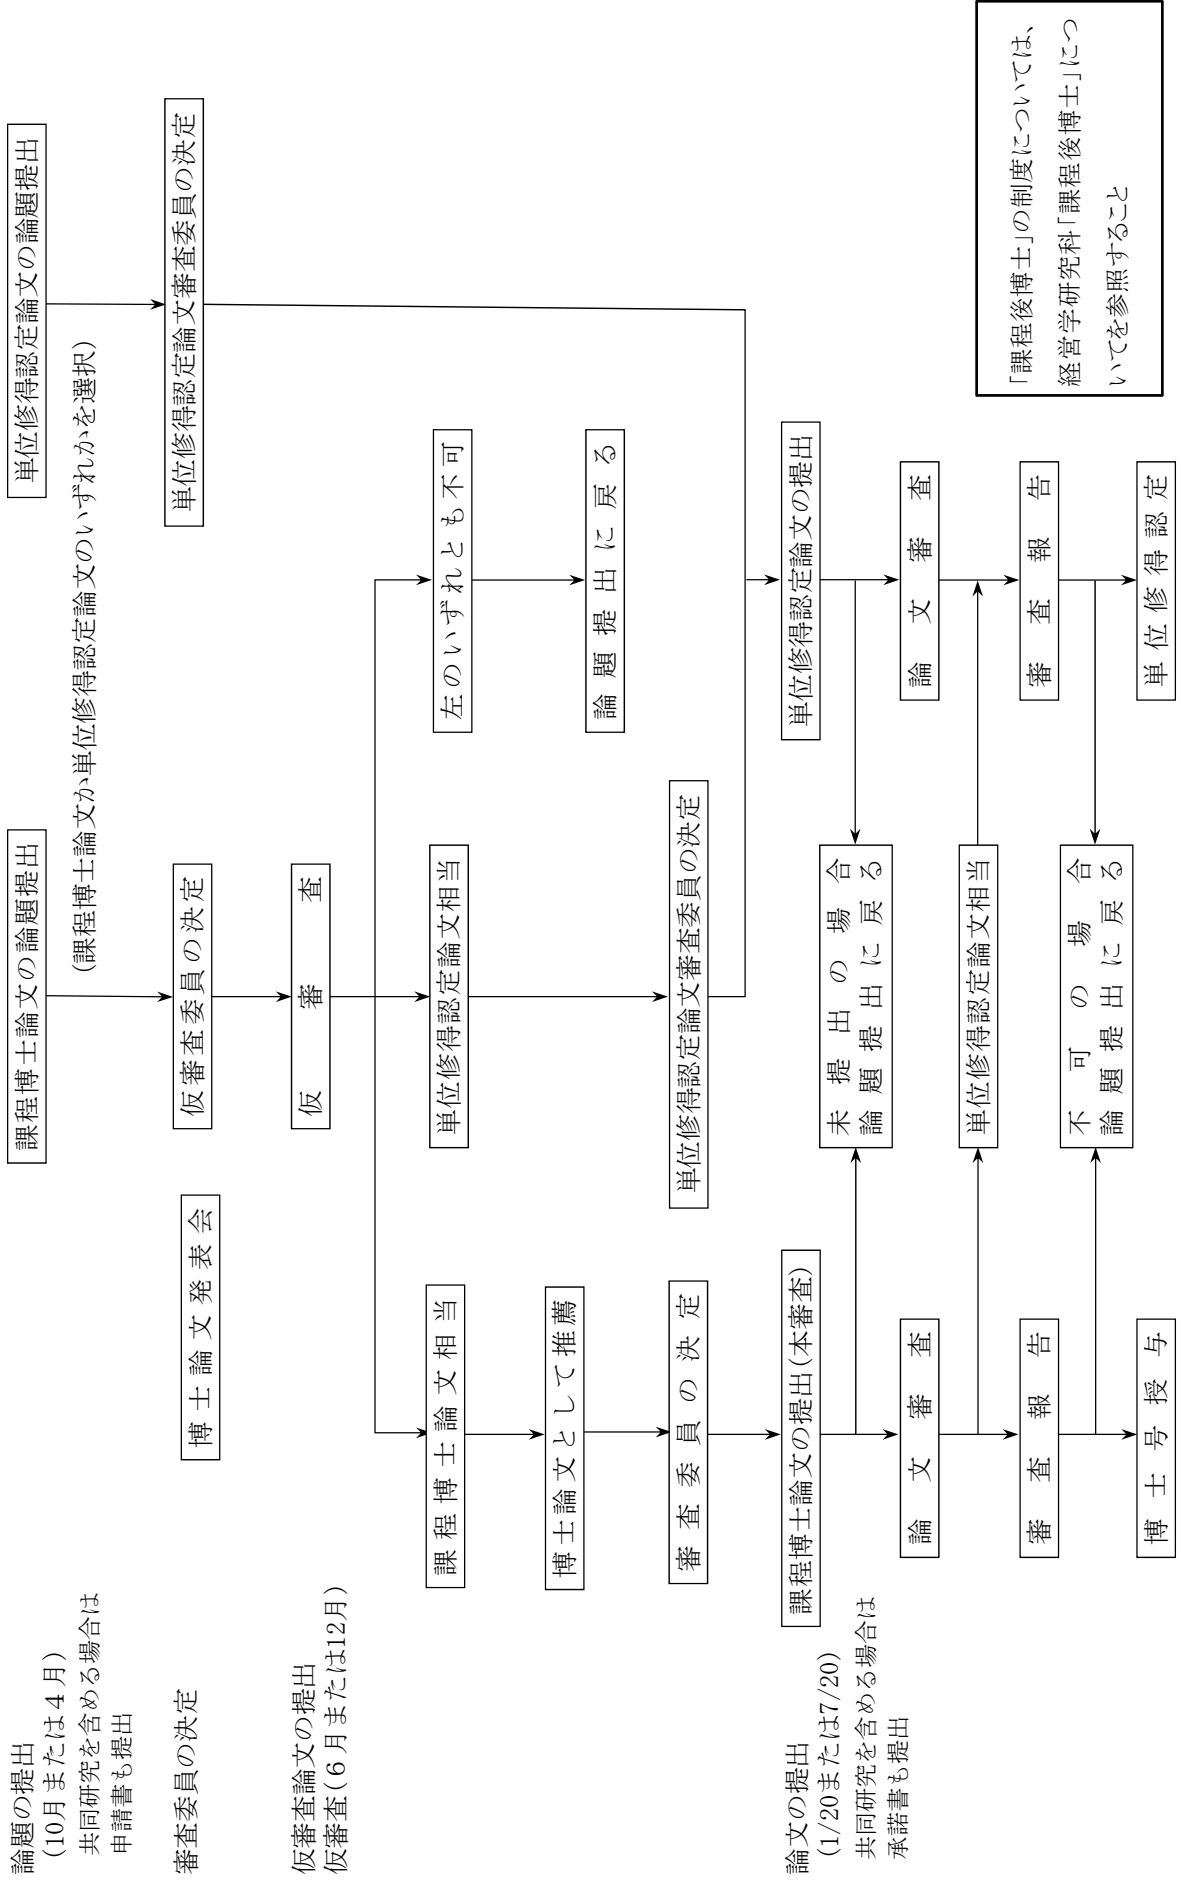 論題の提出
(10月または4月)
共同研究を含める場合は
申請書も提出
課程博士論文の論題提出
単位修得認定論文の論題提出
(課程博士論文か単位修得認定論文のいずれかを選択)
審査委員の決定
博士論文発表会
仮審査委員の決定
単位修得認定論文審査委員の決定
仮審査論文の提出
仮審査(6月または12月)
仮審査
課程博士論文相当
単位修得認定論文相当
左のいずれとも不可
博士論文として推薦
論題提出に戻る
審査委員の決定
単位修得認定論文審査委員の決定
論文の提出
(1/20または7/20)
共同研究を含める場合は
承諾書も提出
課程博士論文の提出(本審査)
単位修得認定論文の提出
未提出の場合
論題提出に戻る
論文審査
論文審査
単位修得認定論文相当
審査報告
審査報告
不可の場合
論題提出に戻る
博士号授与
単位修得認定
「課程後博士」の制度については、
経営学研究科「課程後博士」につ
いてを参照すること